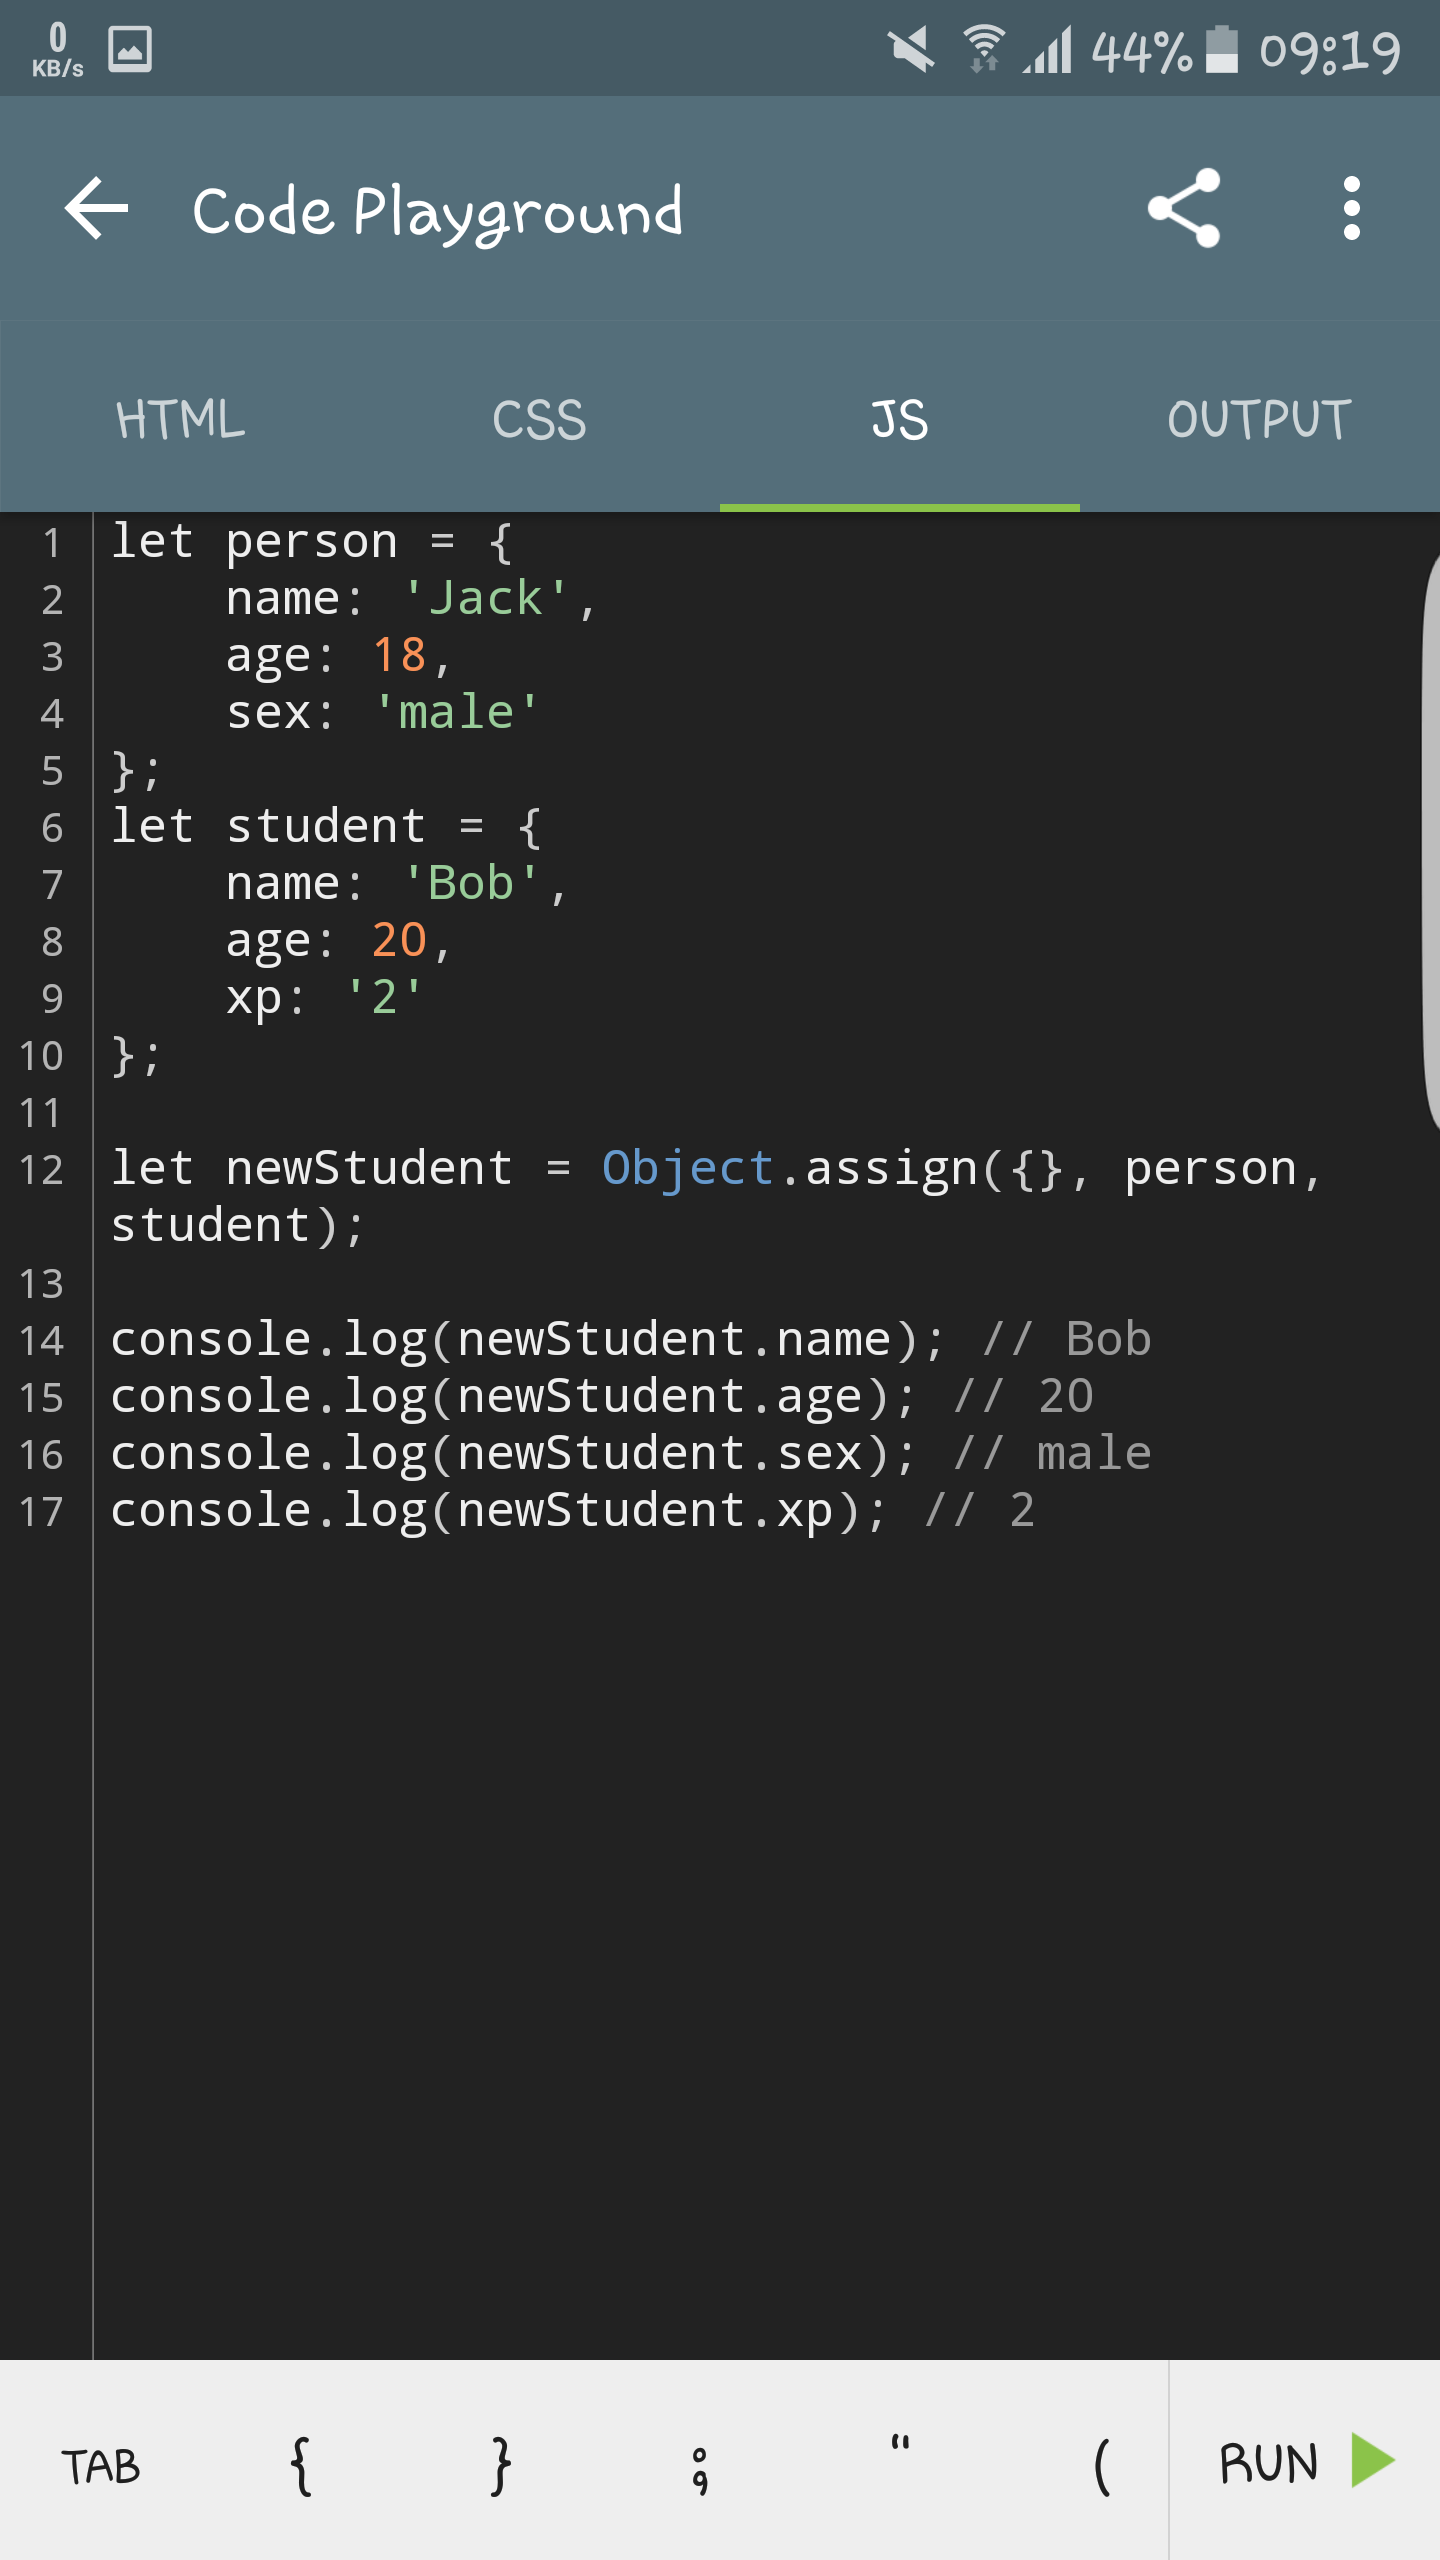 0
KB/s
44% 09:19
Code Playground
HTML CSS JS OUTPUT
1 let person = {
2     name: 'Jack',
3     age: 18,
4     sex: 'male'
5 };
6 let student = {
7     name: 'Bob',
8     age: 20,
9     xp: '2'
10 };
11
12 let newStudent = Object.assign({}, person,
student);
13
14 console.log(newStudent.name); // Bob
15 console.log(newStudent.age); // 20
16 console.log(newStudent.sex); // male
17 console.log(newStudent.xp); // 2
TAB { } ; " ( RUN